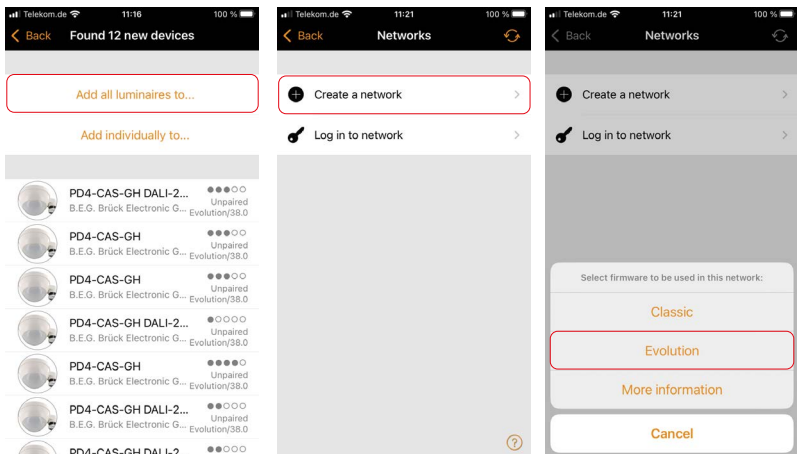 Telekom.de 11:16 100 %
Back Found 12 new devices
Add all luminaires to...
Add individually to...
PD4-CAS-GH DALI-2...
B.E.G. Brück Electronic G...
Unpaired
Evolution/38.0
PD4-CAS-GH
B.E.G. Brück Electronic G...
Unpaired
Evolution/38.0
PD4-CAS-GH
B.E.G. Brück Electronic G...
Unpaired
Evolution/38.0
PD4-CAS-GH DALI-2...
B.E.G. Brück Electronic G...
Unpaired
Evolution/38.0
PD4-CAS-GH
B.E.G. Brück Electronic G...
Unpaired
Evolution/38.0
PD4-CAS-GH DALI-2...
B.E.G. Brück Electronic G...
Unpaired
Evolution/38.0
PD4-CAS-GH DALI-2
Telekom.de 11:21 100 %
Back Networks
Create a network
Log in to network
?
Telekom.de 11:21 100 %
Back Networks
Create a network
Log in to network
Select firmware to be used in this network:
Classic
Evolution
More information
Cancel